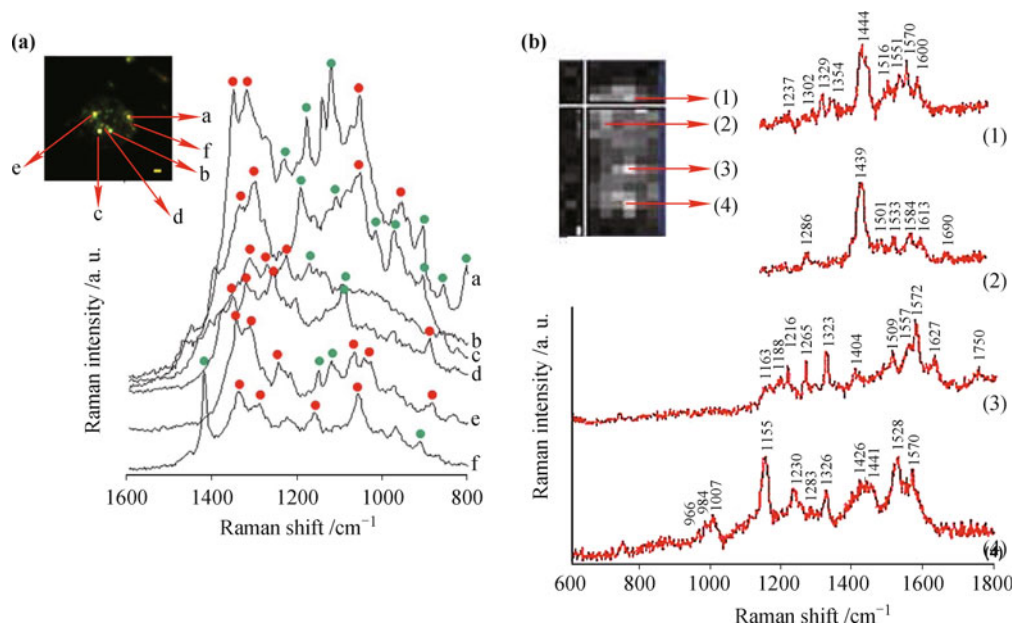 (a)
a
f
b
e
c
d
a
b
c
d
e
f
Raman intensity /a. u.
1600 1400 1200 1000 800
Raman shift /cm⁻¹
(b)
(1)
(2)
(3)
(4)
1237
1302
1329
1354
1444
1516
1551
1570
1600
(1)
1286
1439
1501
1533
1584
1613
1690
(2)
1163
1188
1216
1265
1323
1404
1509
1557
1572
1627
1750
(3)
966
984
1007
1155
1230
1283
1326
1426
1441
1528
1570
(4)
Raman intensity /a. u.
600 800 1000 1200 1400 1600 1800
Raman shift /cm⁻¹